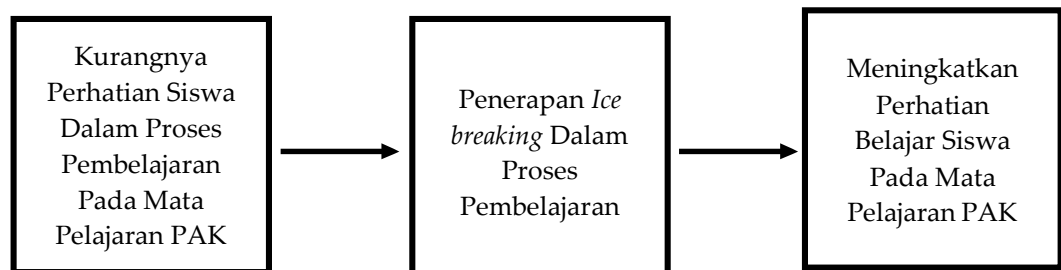 Kurangnya
Perhatian Siswa
Dalam Proses
Pembelajaran
Pada Mata
Pelajaran PAK
Penerapan Ice
breaking Dalam
Proses
Pembelajaran
Meningkatkan
Perhatian
Belajar Siswa
Pada Mata
Pelajaran PAK